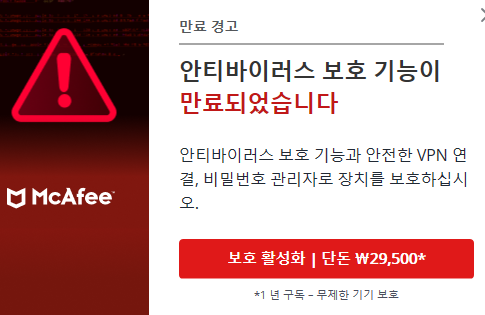 만료 경고
안티바이러스 보호 기능이
만료되었습니다
안티바이러스 보호 기능과 안전한 VPN 연
결, 비밀번호 관리자로 장치를 보호하십시
오.
McAfee™
보호 활성화 | 단돈 ₩29,500*
*1 년 구독 – 무제한 기기 보호